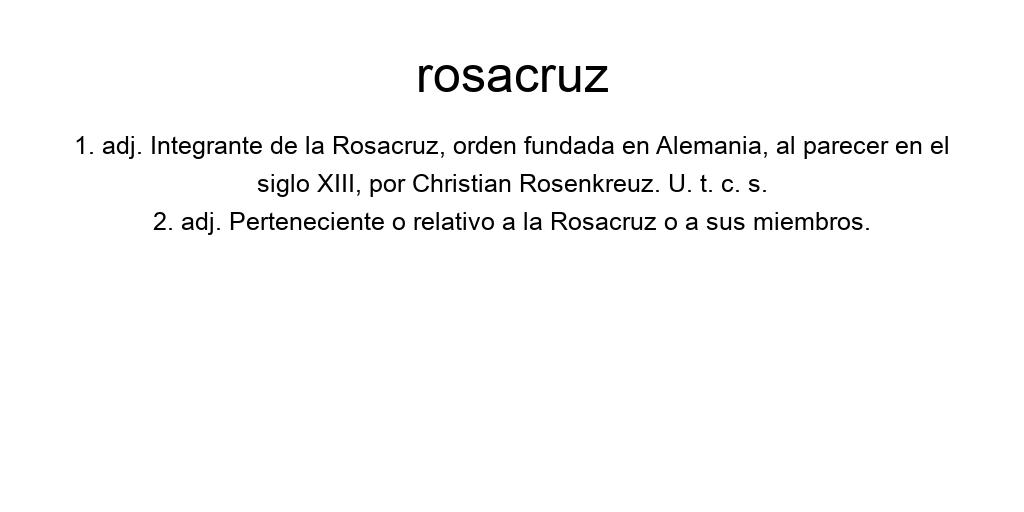 rosacruz
1. adj. Integrante de la Rosacruz, orden fundada en Alemania, al parecer en el
siglo XIII, por Christian Rosenkreuz. U. t. c. s.
2. adj. Perteneciente o relativo a la Rosacruz o a sus miembros.